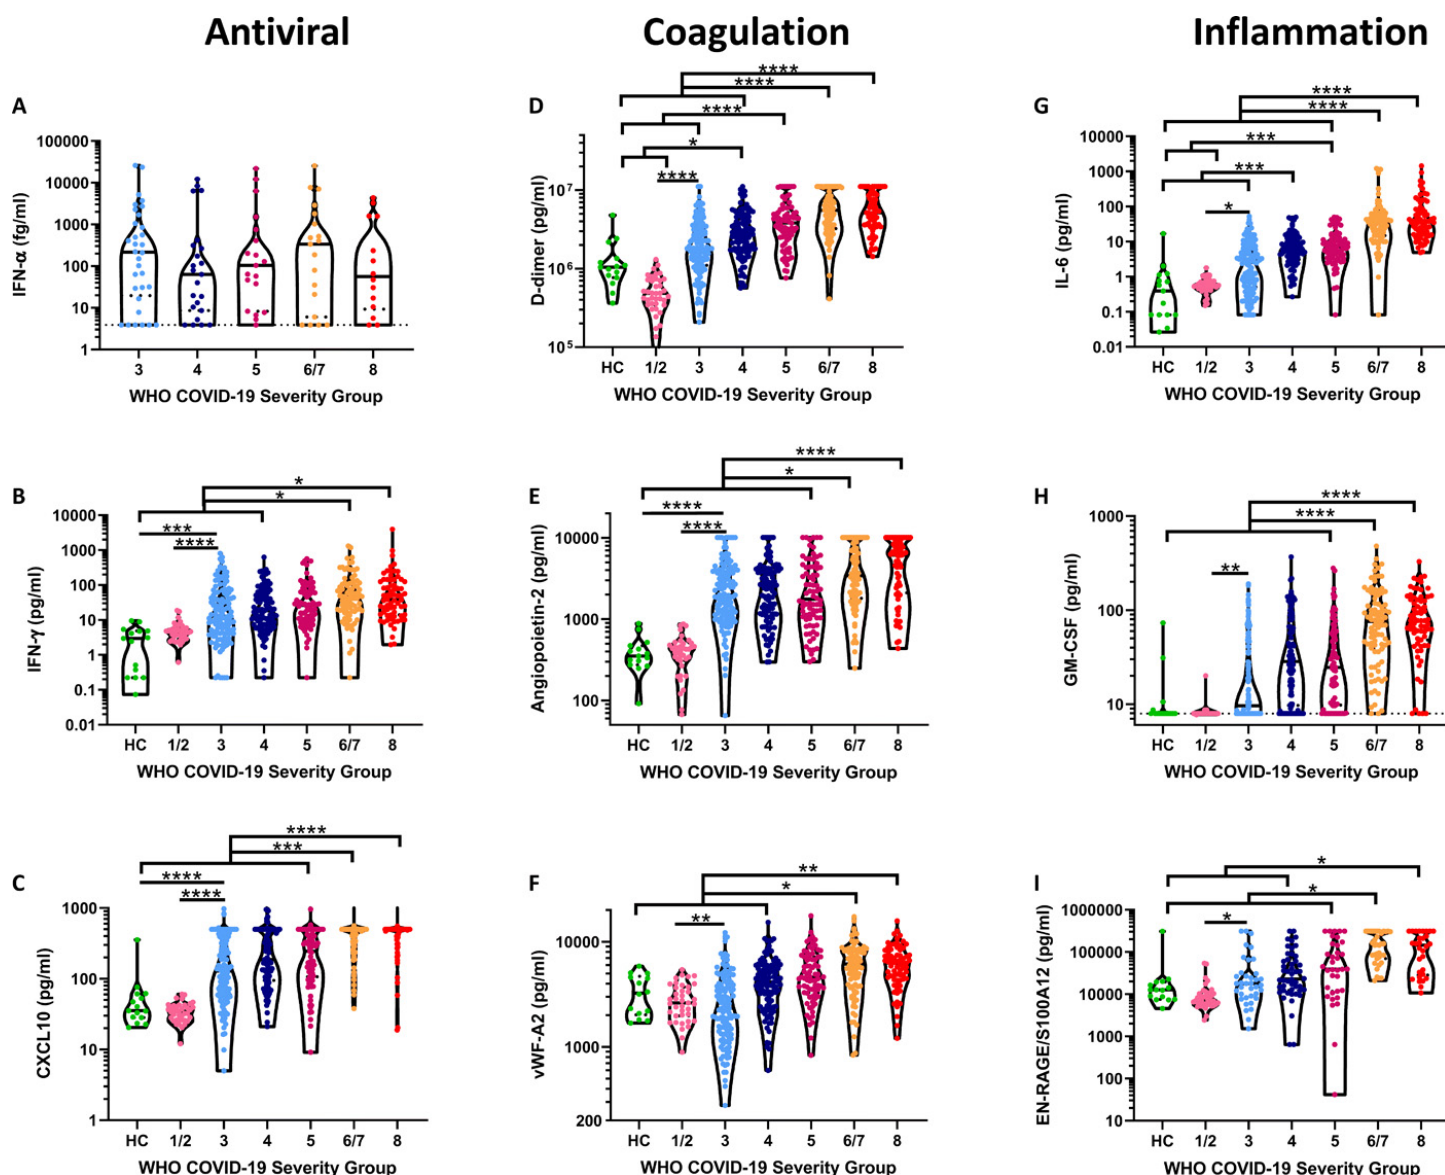 Antiviral
Coagulation
Inflammation
A
IFN-α (fg/ml)
100000
10000
1000
100
10
1
3 4 5 6/7 8
WHO COVID-19 Severity Group
D
**** 
****
****
*
****
D-dimer (pg/ml)
10⁷
10⁶
10⁵
HC 1/2 3 4 5 6/7 8
WHO COVID-19 Severity Group
G
****
****
***
***
*
IL-6 (pg/ml)
10000
1000
100
10
1
0.1
0.01
HC 1/2 3 4 5 6/7 8
WHO COVID-19 Severity Group
B
*
*
***
****
IFN-γ (pg/ml)
10000
1000
100
10
1
0.1
0.01
HC 1/2 3 4 5 6/7 8
WHO COVID-19 Severity Group
E
****
*
****
****
Angiopoietin-2 (pg/ml)
10000
1000
100
HC 1/2 3 4 5 6/7 8
WHO COVID-19 Severity Group
H
****
****
**
GM-CSF (pg/ml)
1000
100
10
HC 1/2 3 4 5 6/7 8
WHO COVID-19 Severity Group
C
****
***
****
****
CXCL10 (pg/ml)
1000
100
10
1
HC 1/2 3 4 5 6/7 8
WHO COVID-19 Severity Group
F
**
*
**
vWF-A2 (pg/ml)
10000
1000
200
HC 1/2 3 4 5 6/7 8
WHO COVID-19 Severity Group
I
*
*
*
EN-RAGE/S100A12 (pg/ml)
1000000
100000
10000
1000
100
10
HC 1/2 3 4 5 6/7 8
WHO COVID-19 Severity Group